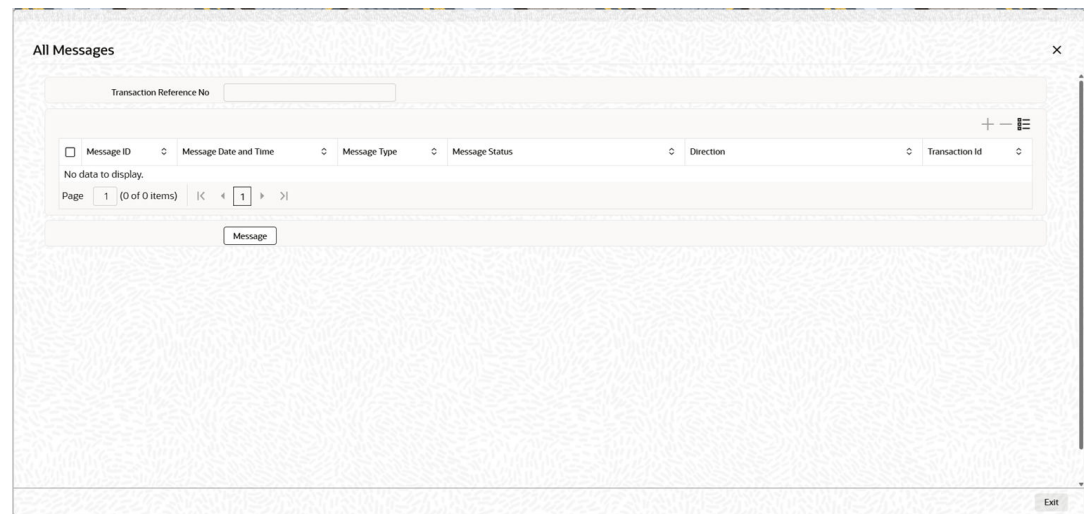 All Messages
Transaction Reference No
Message ID Message Date and Time Message Type Message Status Direction Transaction Id
No data to display.
Page 1 (0 of 0 items) 1
Message
Exit